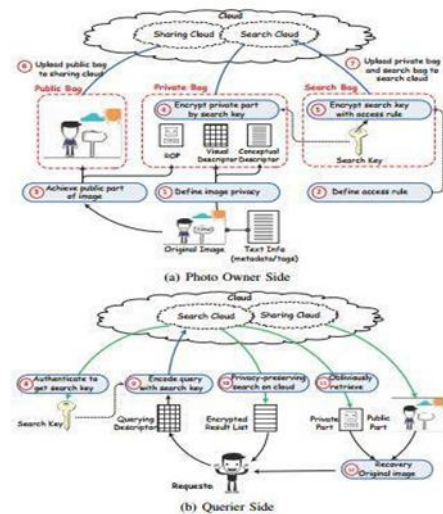 Cloud
Sharing Cloud
Search Cloud
6 Upload public bag to sharing cloud
7 Upload private bag and search bag to search cloud
Public Bag
Private Bag
Search Bag
4 Encrypt private part by search key
5 Encrypt search key with access rule
ROP
Visual Descriptor
Conceptual Descriptor
Search Key
3 Achieve public part of image
1 Define image privacy
2 Define access rule
Original Image
Text Info (metadata/tags)
(a) Photo Owner Side
Cloud
Search Cloud
Sharing Cloud
8 Authenticate to get search key
9 Encode query with search key
10 Privacy-preserving search on cloud
11 Obliviously retrieve
Search Key
Querying Descriptor
Encrypted Result List
Private Part
Public Part
12 Recovery Original image
Requesto
(b) Querier Side